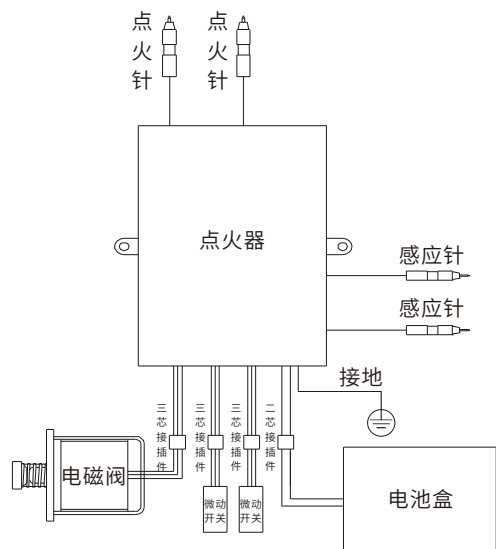 点火针
点火针
点火器
感应针
感应针
接地
三芯接插件
三芯接插件
三芯接插件
二芯接插件
电磁阀
微动
开关
微动
开关
电池盒